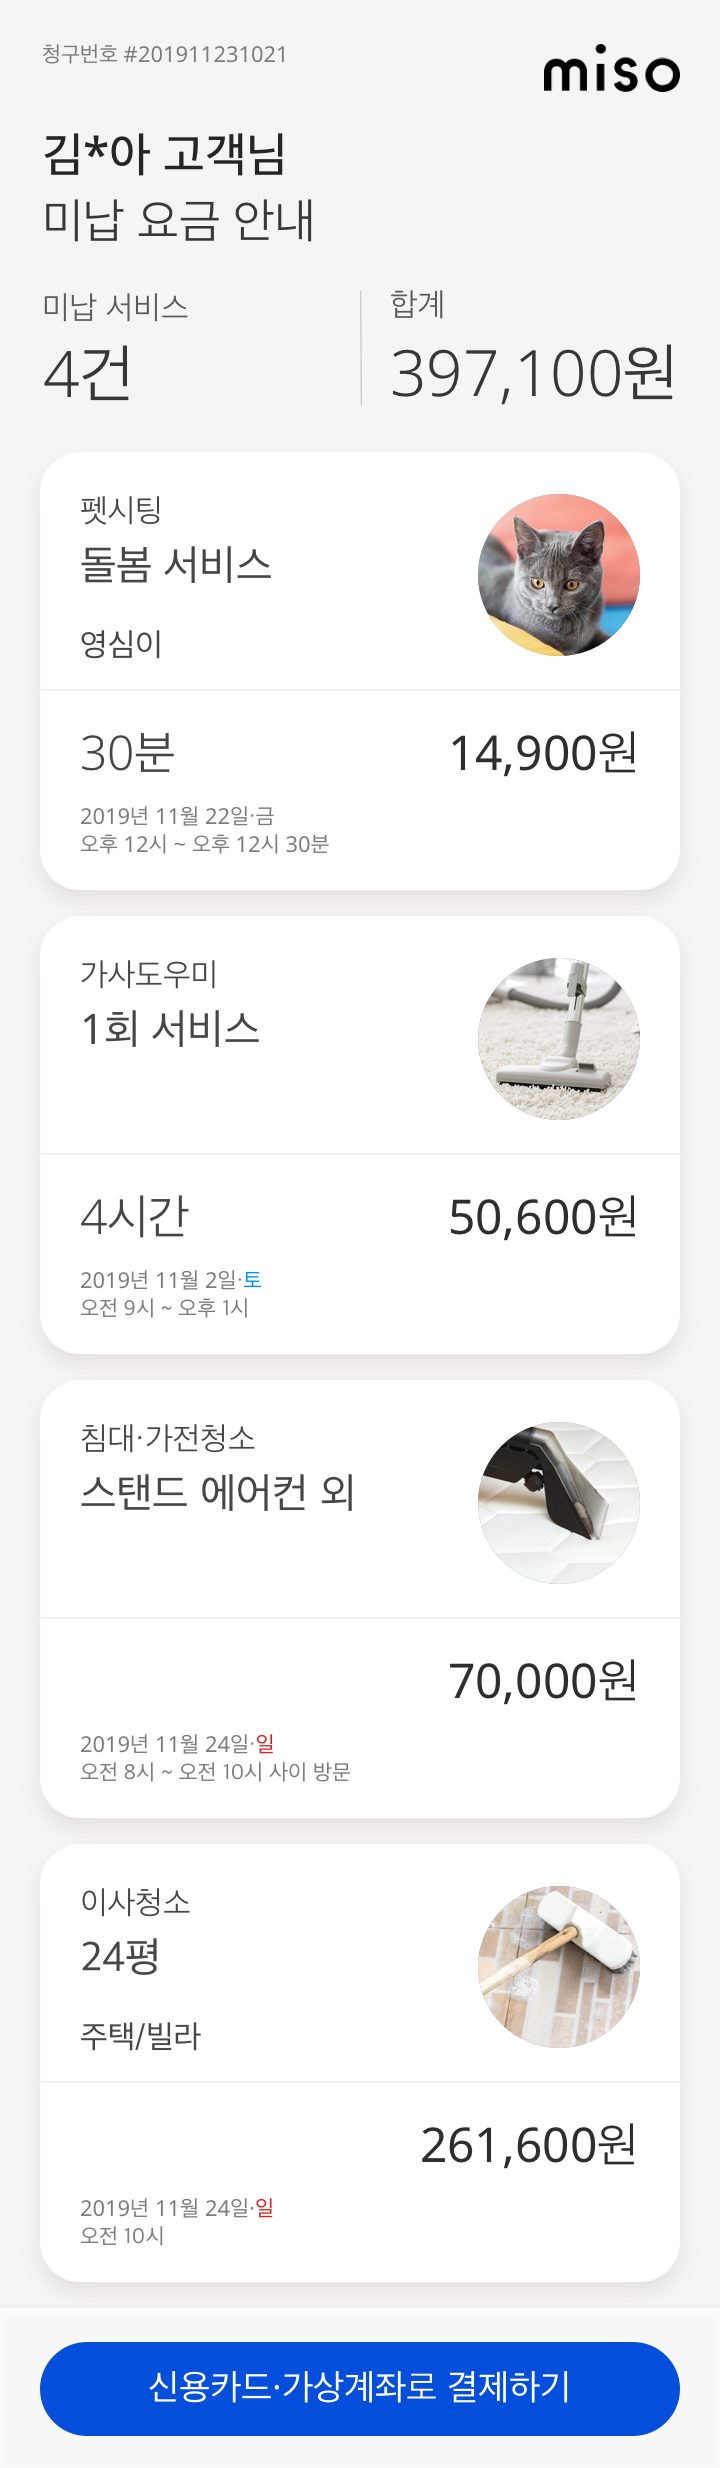 청구번호 #201911231021
miso
김*아 고객님
미납 요금 안내
미납 서비스
4건
합계
397,100원
펫시팅
돌봄 서비스
영심이
30분
14,900원
2019년 11월 22일·금
오후 12시 ~ 오후 12시 30분
가사도우미
1회 서비스
4시간
50,600원
2019년 11월 2일·토
오전 9시 ~ 오후 1시
침대·가전청소
스탠드 에어컨 외
70,000원
2019년 11월 24일·일
오전 8시 ~ 오전 10시 사이 방문
이사청소
24평
주택/빌라
261,600원
2019년 11월 24일·일
오전 10시
신용카드·가상계좌로 결제하기